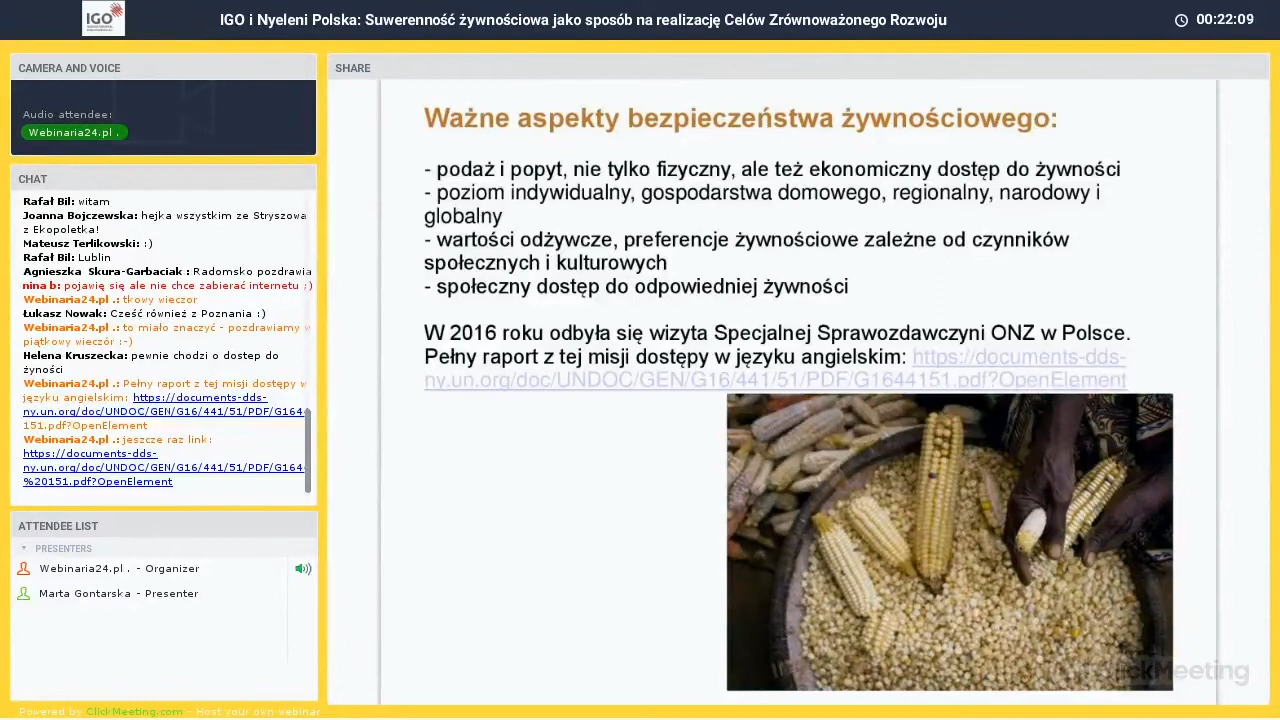 IGO
IGO i Nyeleni Polska: Suwerenność żywnościowa jako sposób na realizację Celów Zrównoważonego Rozwoju
00:22:09
CAMERA AND VOICE
Audio attendee:
Webinaria24.pl .
CHAT
Rafał Bil: witam
Joanna Bojczewska: hejka wszystkim ze Stryszowa
z Ekopoletka!
Mateusz Terlikowski: :)
Rafał Bil: Lublin
Agnieszka Skura-Garbaciak : Radomsko pozdrawia
nina b: pojawię się ale nie chce zabierać internetu ;)
Webinaria24.pl .: tkowy wieczor
Łukasz Nowak: Cześć również z Poznania :)
Webinaria24.pl .: to miało znaczyć - pozdrawiamy w
piątkowy wieczór :-)
Helena Kruszecka: pewnie chodzi o dostep do
żyności
Webinaria24.pl .: Pełny raport z tej misji dostępy w
języku angielskim: https://documents-dds-
ny.un.org/doc/UNDOC/GEN/G16/441/51/PDF/G164
151.pdf?OpenElement
Webinaria24.pl .: jeszcze raz link:
https://documents-dds-
ny.un.org/doc/UNDOC/GEN/G16/441/51/PDF/G164
%20151.pdf?OpenElement
ATTENDEE LIST
PRESENTERS
Webinaria24.pl . - Organizer
Marta Gontarska - Presenter
Powered by ClickMeeting.com - Host your own webinar
SHARE
Ważne aspekty bezpieczeństwa żywnościowego:
- podaż i popyt, nie tylko fizyczny, ale też ekonomiczny dostęp do żywności
- poziom indywidualny, gospodarstwa domowego, regionalny, narodowy i
globalny
- wartości odżywcze, preferencje żywnościowe zależne od czynników
społecznych i kulturowych
- społeczny dostęp do odpowiedniej żywności
W 2016 roku odbyła się wizyta Specjalnej Sprawozdawczyni ONZ w Polsce.
Pełny raport z tej misji dostępy w języku angielskim: https://documents-dds-
ny.un.org/doc/UNDOC/GEN/G16/441/51/PDF/G1644151.pdf?OpenElement
ClickMeeting